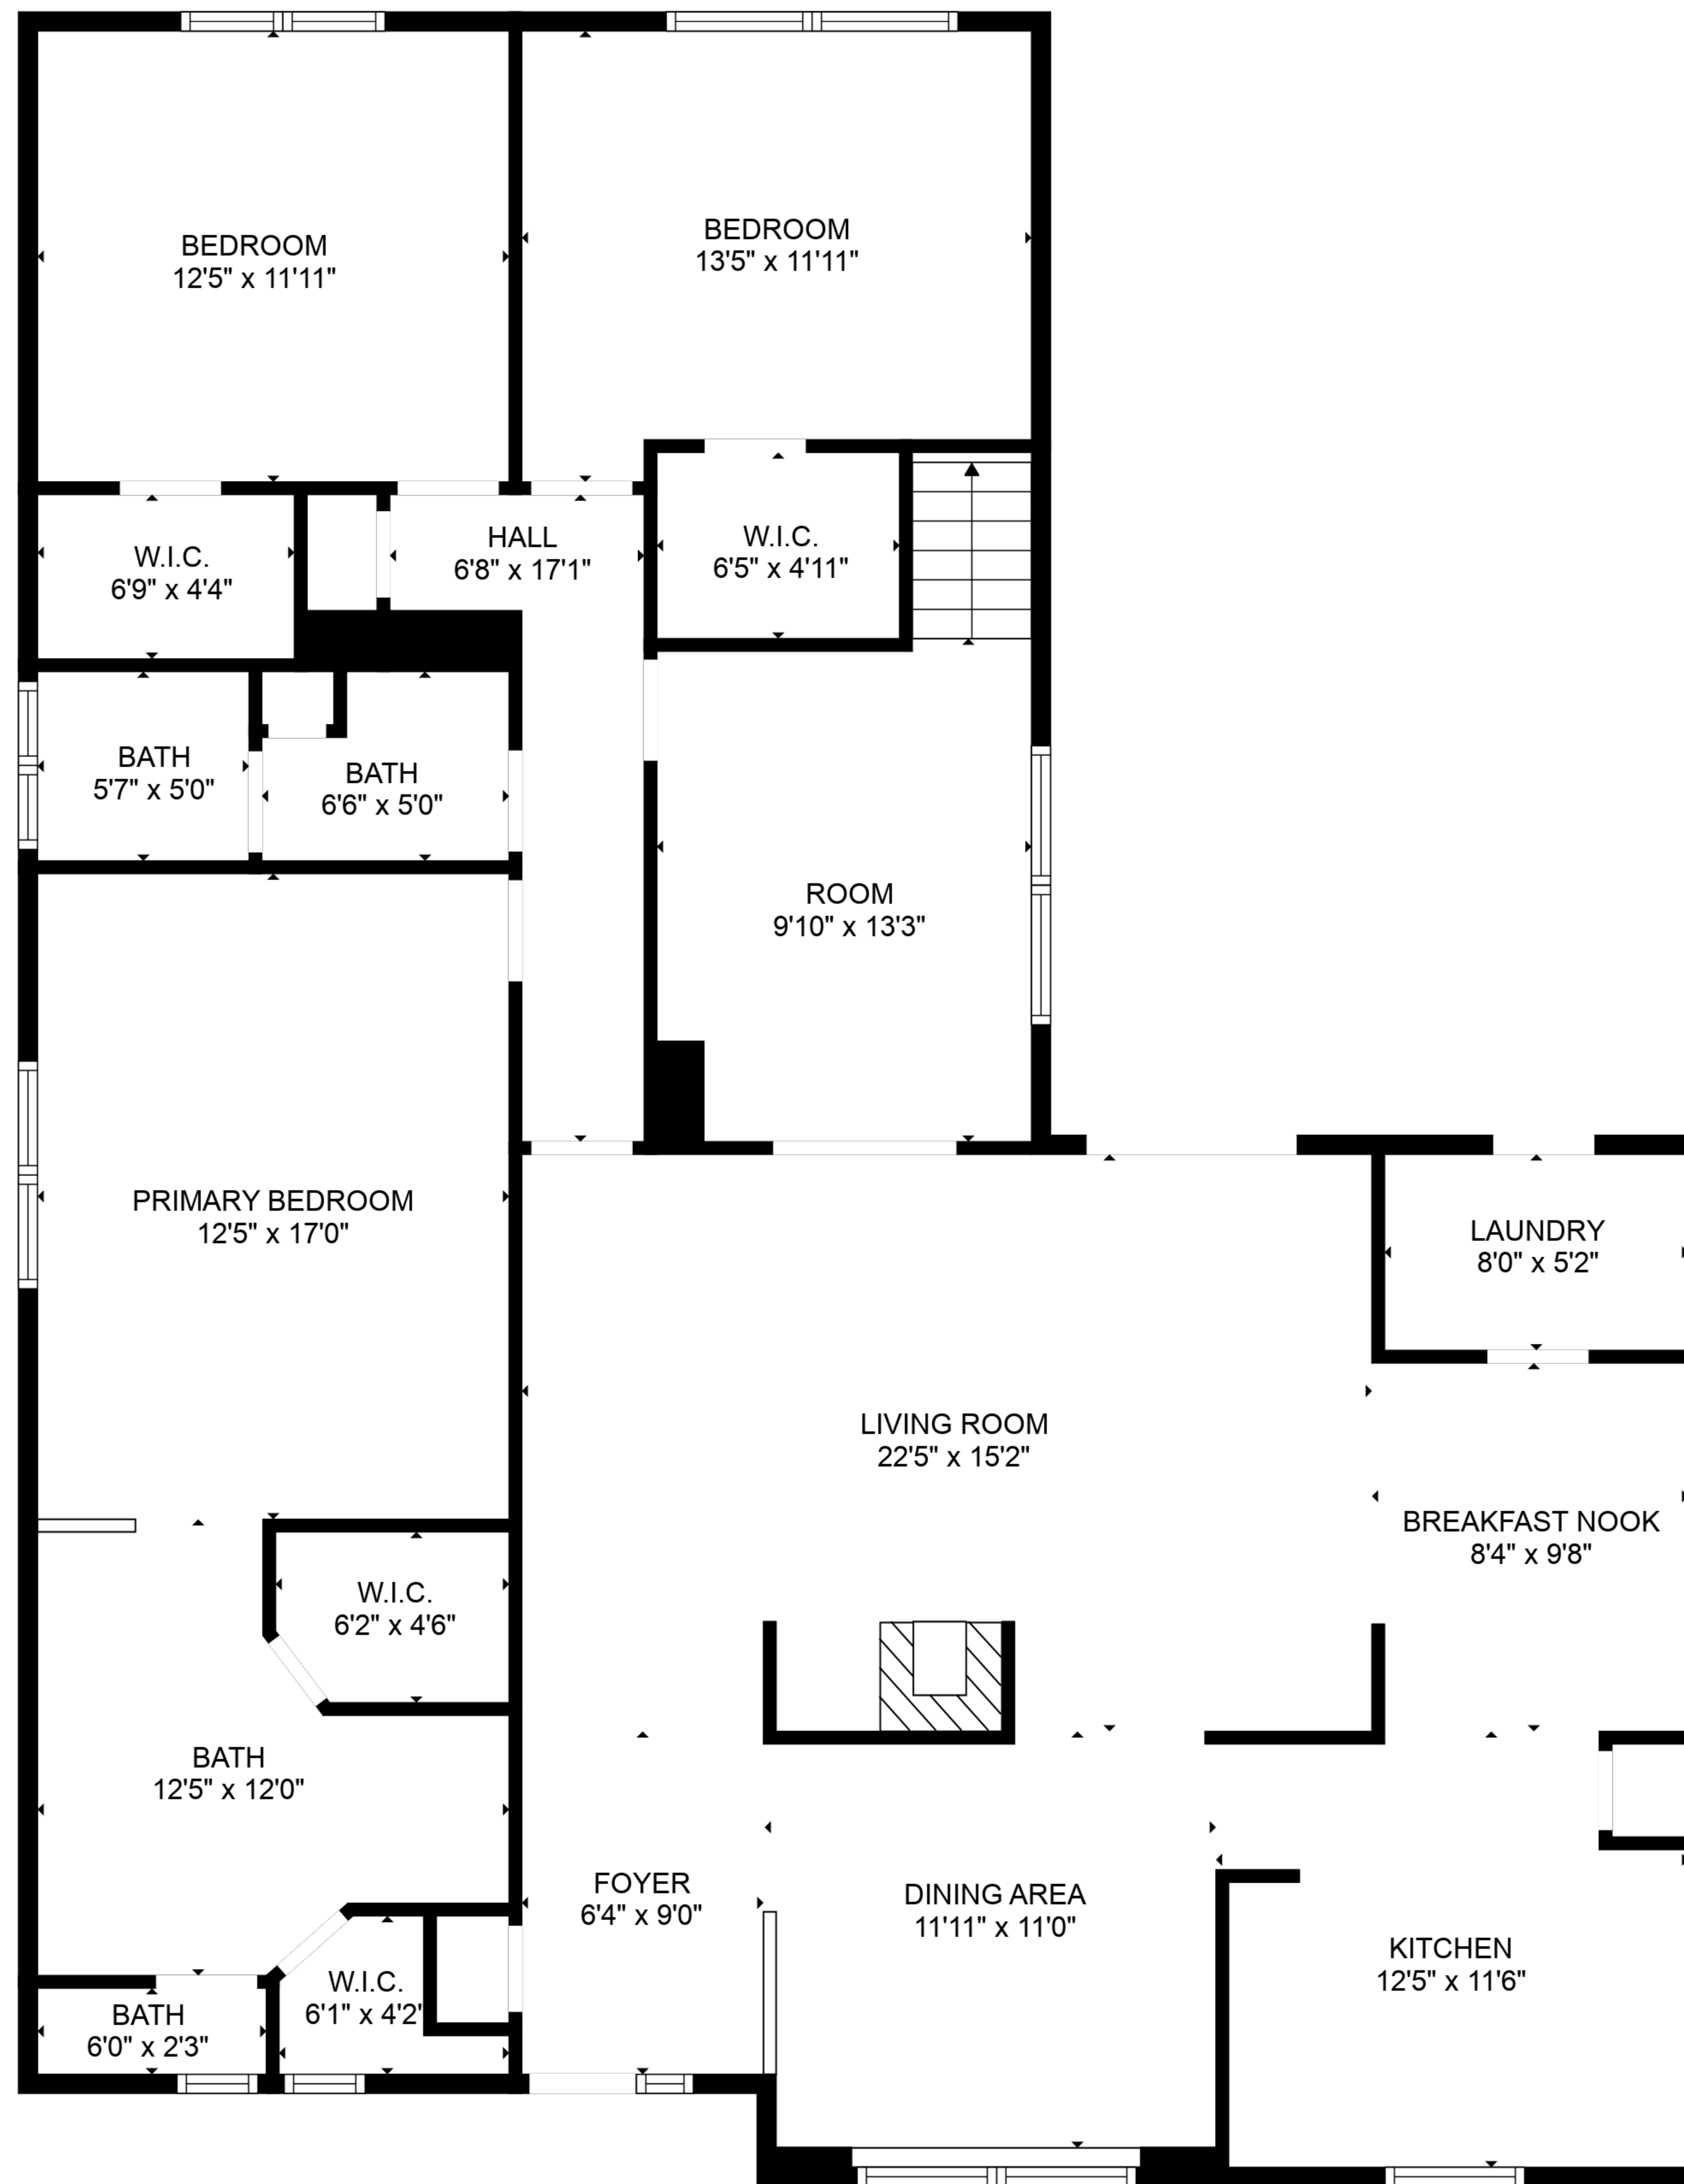 BEDROOM
12'5" x 11'11"
BEDROOM
13'5" x 11'11"
HALL
6'8" x 17'1"
W.I.C.
6'5" x 4'11"
W.I.C.
6'9" x 4'4"
BATH
5'7" x 5'0"
BATH
6'6" x 5'0"
ROOM
9'10" x 13'3"
PRIMARY BEDROOM
12'5" x 17'0"
LAUNDRY
8'0" x 5'2"
LIVING ROOM
22'5" x 15'2"
BREAKFAST NOOK
8'4" x 9'8"
W.I.C.
6'2" x 4'6"
BATH
12'5" x 12'0"
FOYER
6'4" x 9'0"
DINING AREA
11'11" x 11'0"
KITCHEN
12'5" x 11'6"
W.I.C.
6'1" x 4'2'
BATH
6'0" x 2'3"